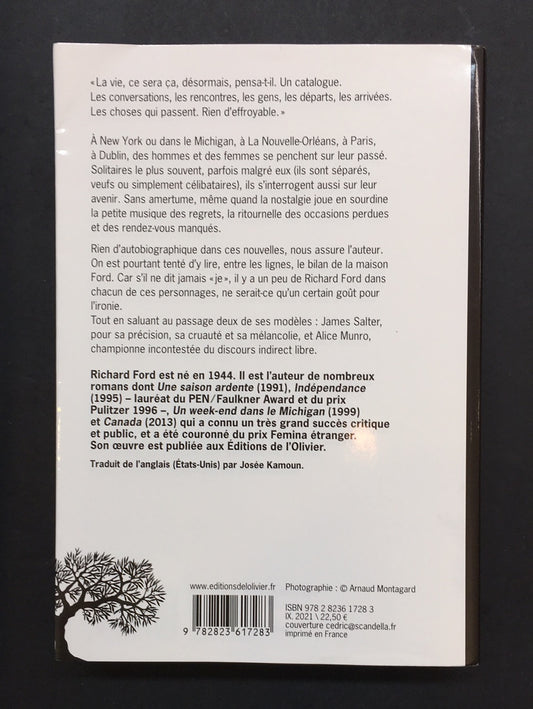 « La vie, ce sera ça, désormais, pensa-t-il. Un catalogue.
Les conversations, les rencontres, les gens, les départs, les arrivées.
Les choses qui passent. Rien d'effroyable. »
À New York ou dans le Michigan, à La Nouvelle-Orléans, à Paris,
à Dublin, des hommes et des femmes se penchent sur leur passé.
Solitaires le plus souvent, parfois malgré eux (ils sont séparés,
veufs ou simplement célibataires), ils s'interrogent aussi sur leur
avenir. Sans amertume, même quand la nostalgie joue en sourdine
la petite musique des regrets, la ritournelle des occasions perdues
et des rendez-vous manqués.
Rien d'autobiographique dans ces nouvelles, nous assure l'auteur.
On est pourtant tenté d'y lire, entre les lignes, le bilan de la maison
Ford. Car s'il ne dit jamais « je », il y a un peu de Richard Ford dans
chacun de ces personnages, ne serait-ce qu'un certain goût pour
l'ironie.
Tout en saluant au passage deux de ses modèles : James Salter,
pour sa précision, sa cruauté et sa mélancolie, et Alice Munro,
championne incontestée du discours indirect libre.
Richard Ford est né en 1944. Il est l'auteur de nombreux
romans dont Une saison ardente (1991), Indépendance
(1995) – lauréat du PEN/Faulkner Award et du prix
Pulitzer 1996 –, Un week-end dans le Michigan (1999)
et Canada (2013) qui a connu un très grand succès critique
et public, et a été couronné du prix Femina étranger.
Son œuvre est publiée aux Éditions de l'Olivier.
Traduit de l'anglais (États-Unis) par Josée Kamoun.
www.editionsdelolivier.fr
Photographie : © Arnaud Montagard
ISBN 978 2 8236 1728 3
IX. 2021 \ 22,50 €
couverture cedric@scandella.fr
imprimé en France
9 782823 617283